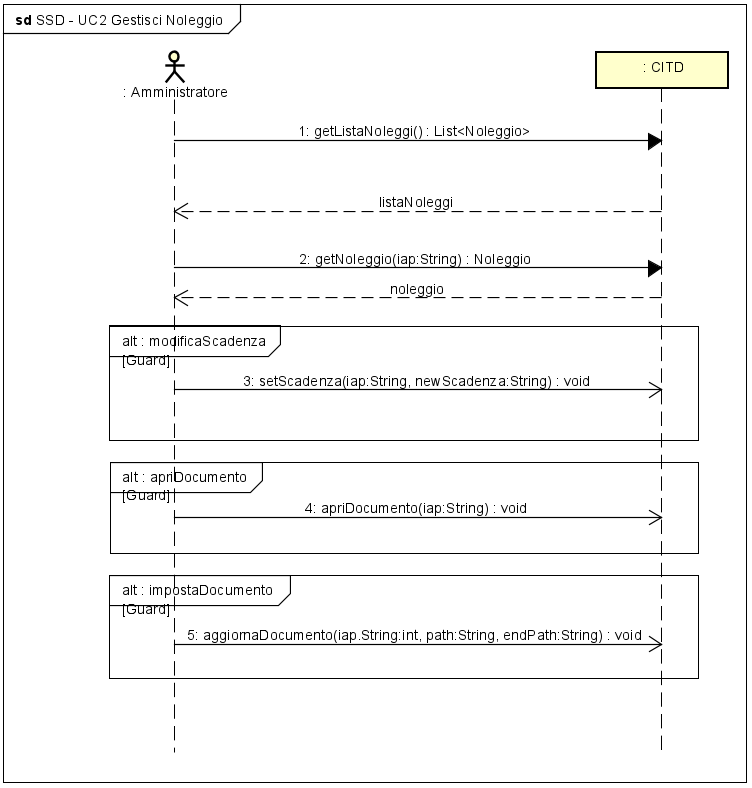 sd SSD - UC2 Gestisci Noleggio
: Amministratore
: CITD
1: getListaNoleggi() : List<Noleggio>
listaNoleggi
2: getNoleggio(iap:String) : Noleggio
noleggio
alt : modificaScadenza
[Guard]
3: setScadenza(iap:String, newScadenza:String) : void
alt : apriDocumento
[Guard]
4: apriDocumento(iap:String) : void
alt : impostaDocumento
[Guard]
5: aggiornaDocumento(iap.String:int, path:String, endPath:String) : void